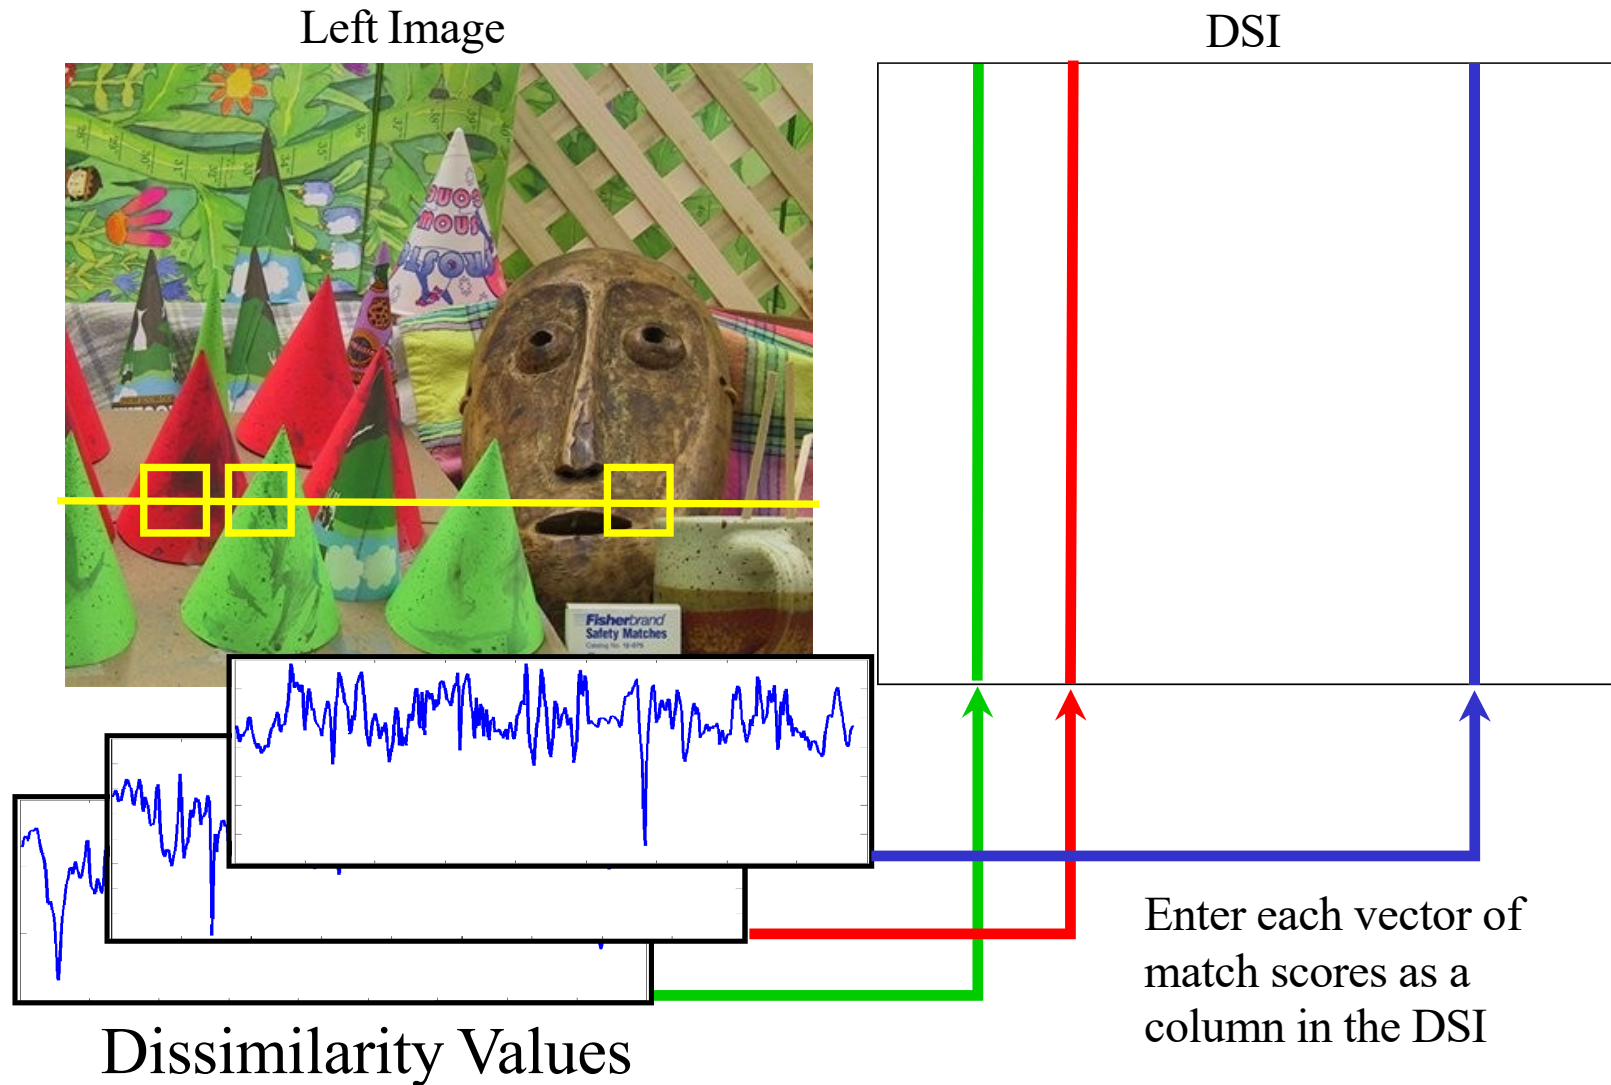 Left Image
DSI
Fisherbrand
Safety Matches
Enter each vector of
match scores as a
column in the DSI
Dissimilarity Values